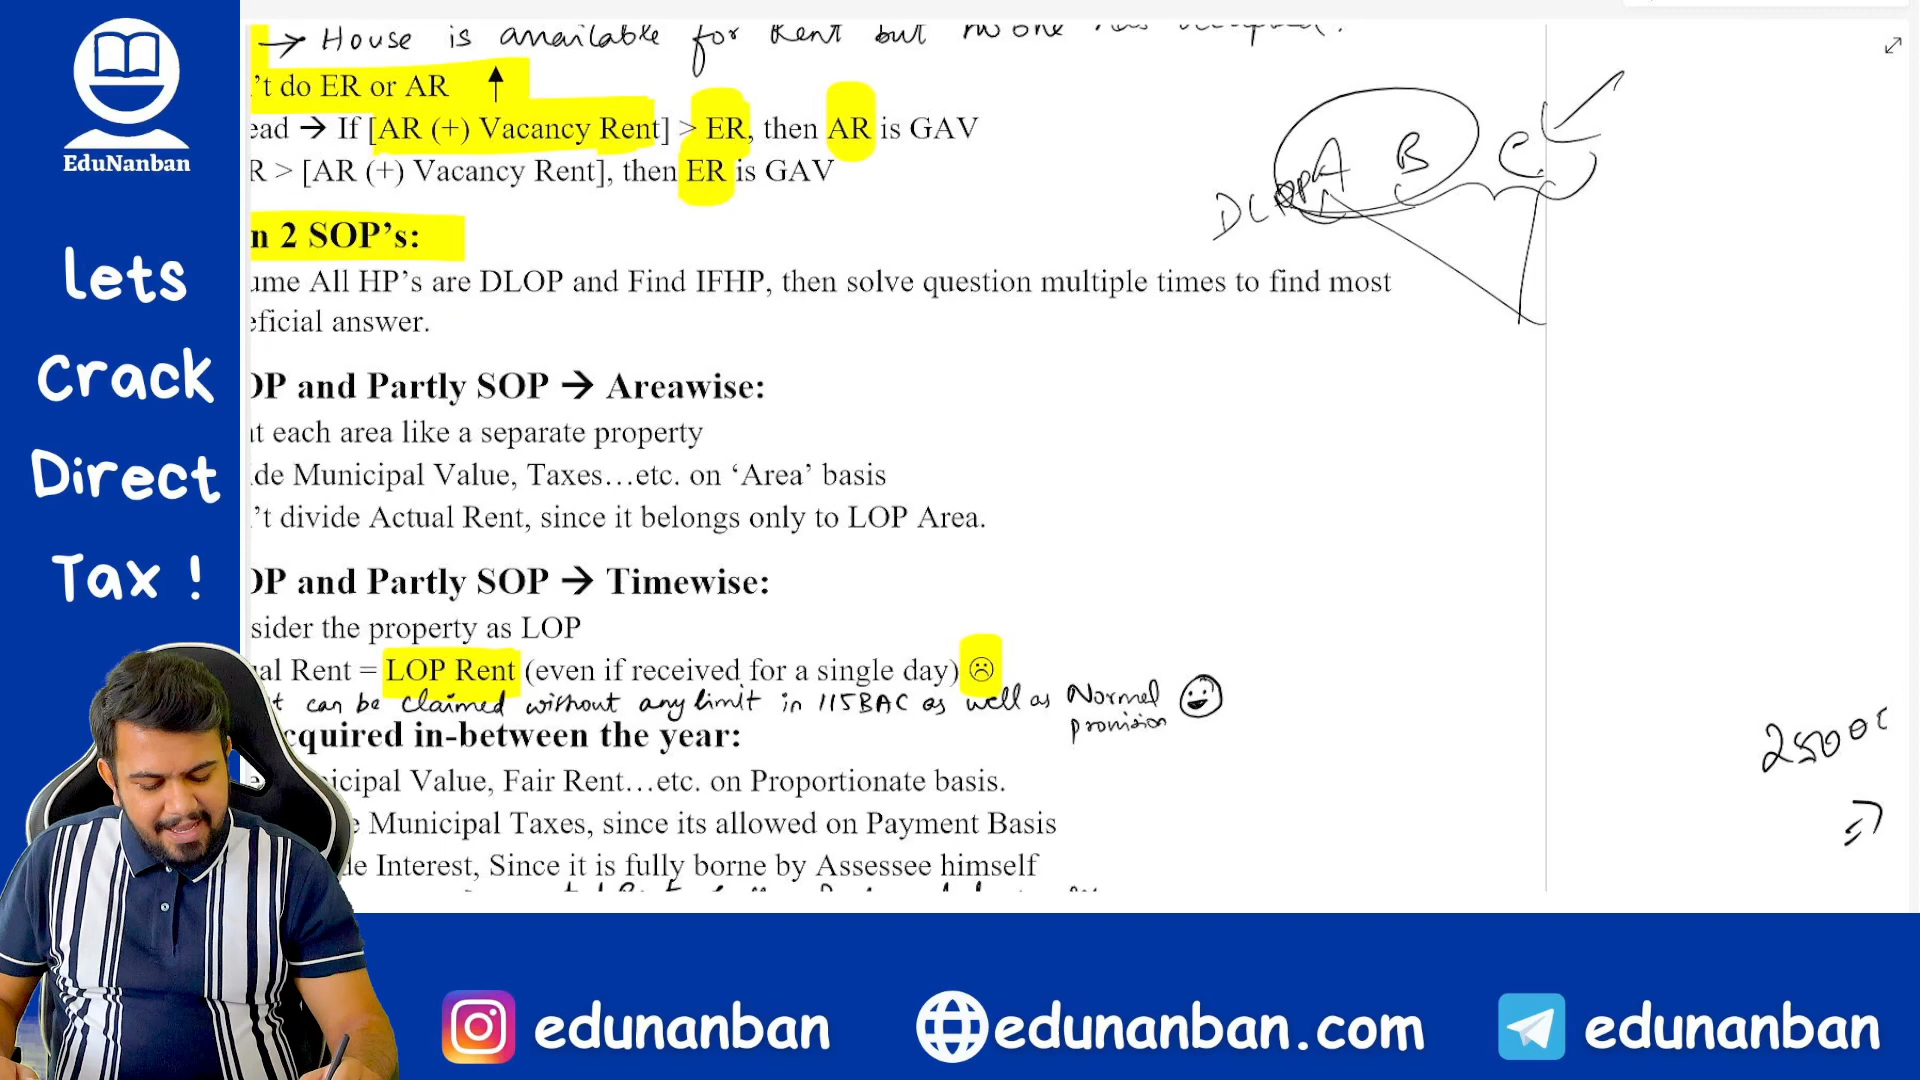 EduNanban
Lets
Crack
Direct
Tax !
→ House is available for Rent but no one
't do ER or AR ↑
ead → If [AR (+) Vacancy Rent] > ER, then AR is GAV
R > [AR (+) Vacancy Rent], then ER is GAV
A B C
DLOP
n 2 SOP's:
ume All HP's are DLOP and Find IFHP, then solve question multiple times to find most
eficial answer.
OP and Partly SOP → Areawise:
at each area like a separate property
de Municipal Value, Taxes…etc. on 'Area' basis
't divide Actual Rent, since it belongs only to LOP Area.
OP and Partly SOP → Timewise:
sider the property as LOP
al Rent = LOP Rent (even if received for a single day) ☹
t can be claimed without any limit in 115BAC as well as Normal
provision
cquired in-between the year:
icipal Value, Fair Rent…etc. on Proportionate basis.
e Municipal Taxes, since its allowed on Payment Basis
de Interest, Since it is fully borne by Assessee himself
edunanban
edunanban.com
edunanban